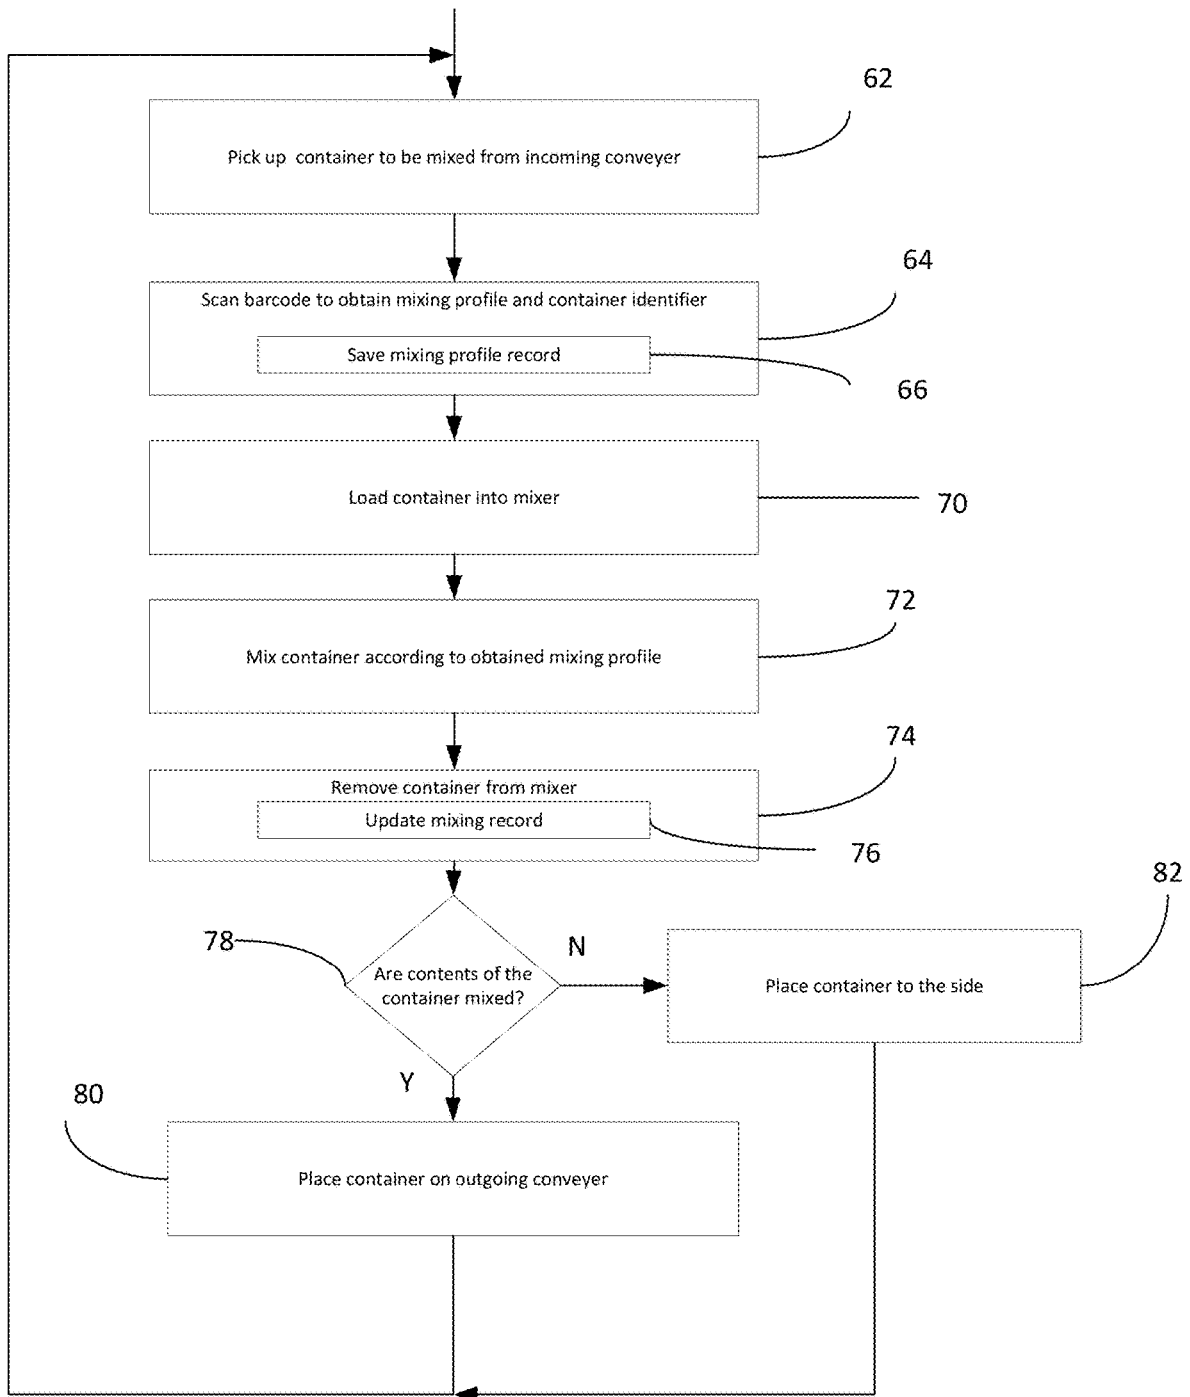 62
Pick up container to be mixed from incoming conveyer
64
Scan barcode to obtain mixing profile and container identifier
Save mixing profile record
66
Load container into mixer
70
72
Mix container according to obtained mixing profile
74
Remove container from mixer
Update mixing record
76
82
78
N
Are contents of the
container mixed?
Place container to the side
Y
80
Place container on outgoing conveyer